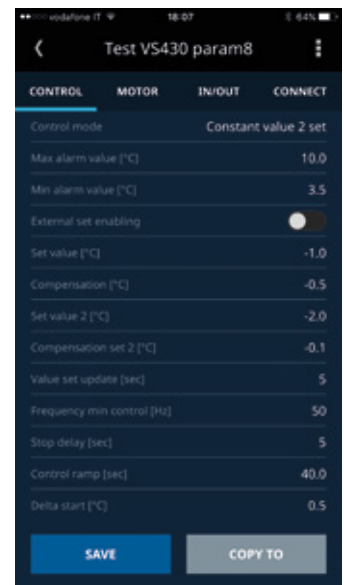 vodafone IT 18:07 64%
Test VS430 param8
CONTROL MOTOR IN/OUT CONNECT
Control mode Constant value 2 set
Max alarm value [°C] 10.0
Min alarm value [°C] 3.5
External set enabling
Set value [°C] -1.0
Compensation [°C] -0.5
Set value 2 [°C] -2.0
Compensation set 2 [°C] -0.1
Value set update [sec] 5
Frequency min control [Hz] 50
Stop delay [sec] 5
Control ramp [sec] 40.0
Delta start [°C] 0.5
SAVE COPY TO